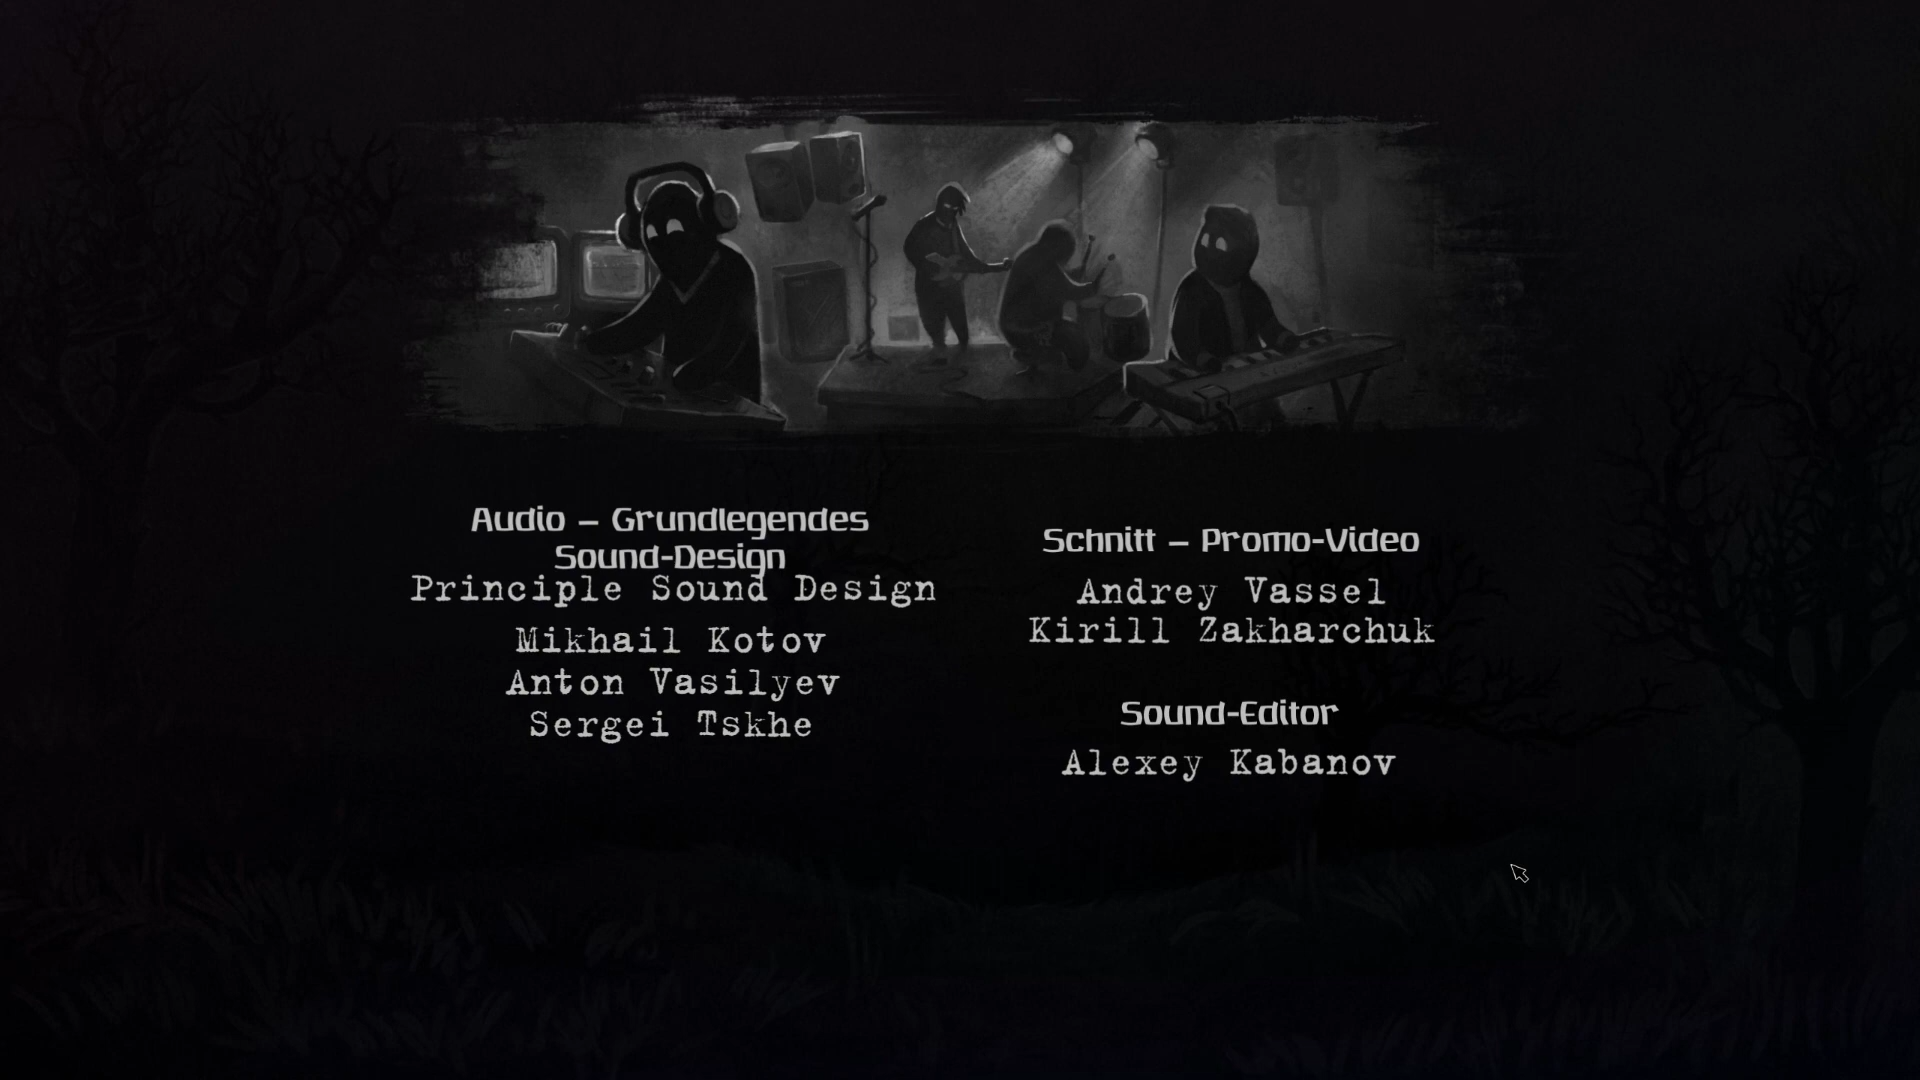 Audio – Grundlegendes
Sound-Design
Principle Sound Design
Mikhail Kotov
Anton Vasilyev
Sergei Tskhe
Schnitt – Promo-Video
Andrey Vassel
Kirill Zakharchuk
Sound-Editor
Alexey Kabanov